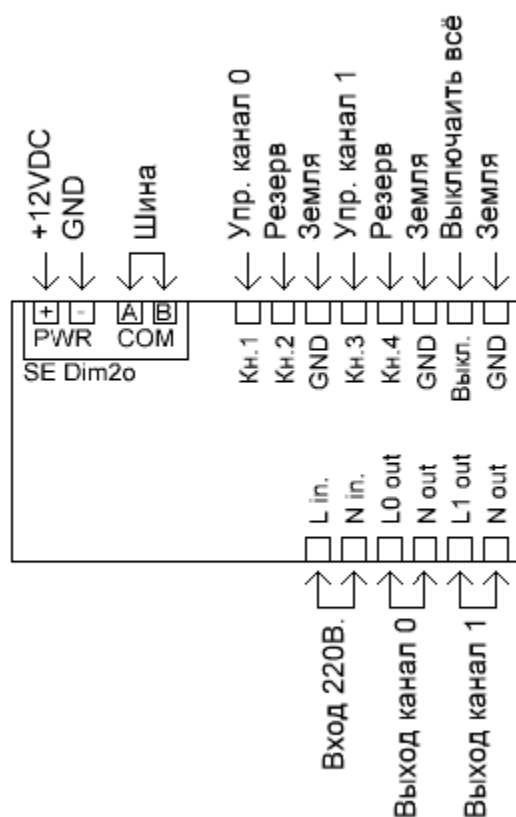 +12VDC
GND
Шина
Упр. канал 0
Резерв
Земля
Упр. канал 1
Резерв
Земля
Выключаить всё
Земля
+
-
A
B
PWR
COM
SE Dim2o
Кн.1
Кн.2
GND
Кн.3
Кн.4
GND
Выкл.
GND
L in.
N in.
L0 out
N out
L1 out
N out
Вход 220В.
Выход канал 0
Выход канал 1